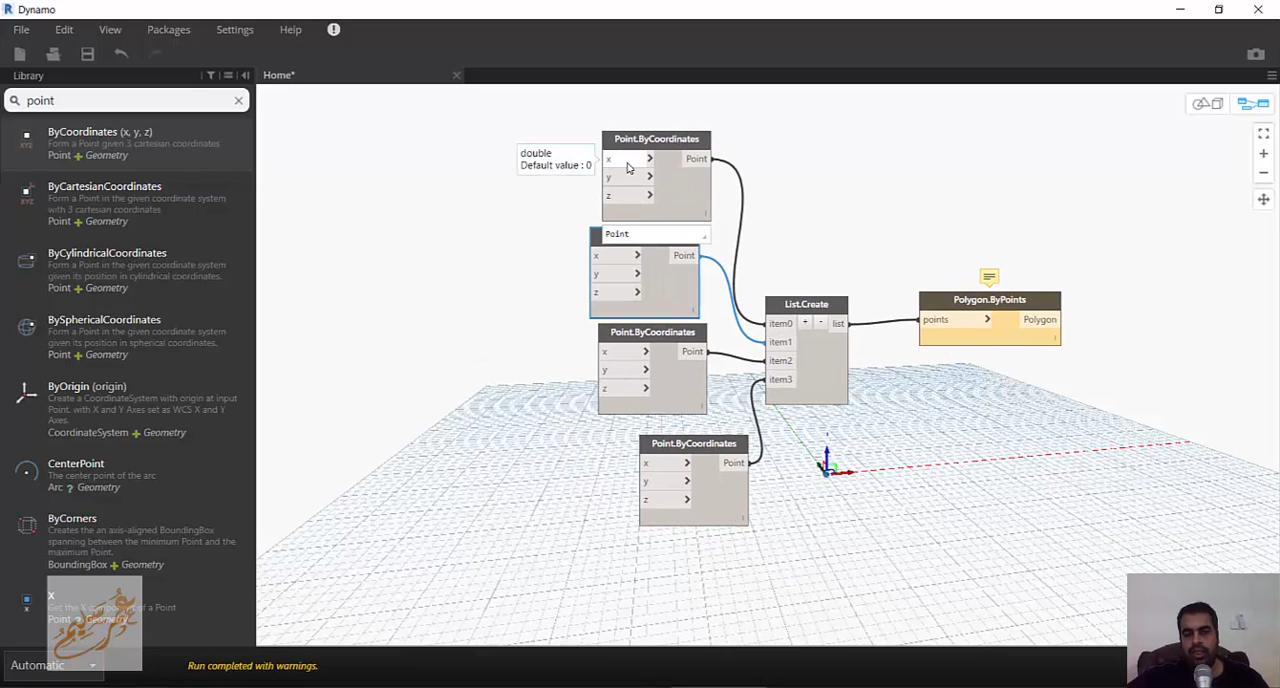 Dynamo
File Edit View Packages Settings Help
Library
Home*
point
ByCoordinates (x, y, z)
Form a Point given 3 cartesian coordinates
Point + Geometry
ByCartesianCoordinates
Form a Point in the given coordinate system
with 3 cartesian coordinates
Point + Geometry
ByCylindricalCoordinates
Form a Point in the given coordinate system
given its position in cylindrical coordinates
Point + Geometry
BySphericalCoordinates
Form a Point in the given coordinate system
given its position in spherical coordinates.
Point + Geometry
ByOrigin (origin)
Create a CoordinateSystem with origin at input
Point, with X and Y Axes set as WCS X and Y
Axes.
CoordinateSystem + Geometry
CenterPoint
The center point of the arc
Arc ? Geometry
ByCorners
Creates the an axis-aligned BoundingBox
spanning between the minimum Point and the
maximum Point.
BoundingBox + Geometry
X
Get the X component of a Point
Point ? Geometry
Automatic
Run completed with warnings.
double
Default value : 0
Point.ByCoordinates
x Point
y
z
Point
x Point
y
z
Point.ByCoordinates
x Point
y
z
Point.ByCoordinates
x Point
y
z
List.Create
item0 + - list
item1
item2
item3
Polygon.ByPoints
points Polygon